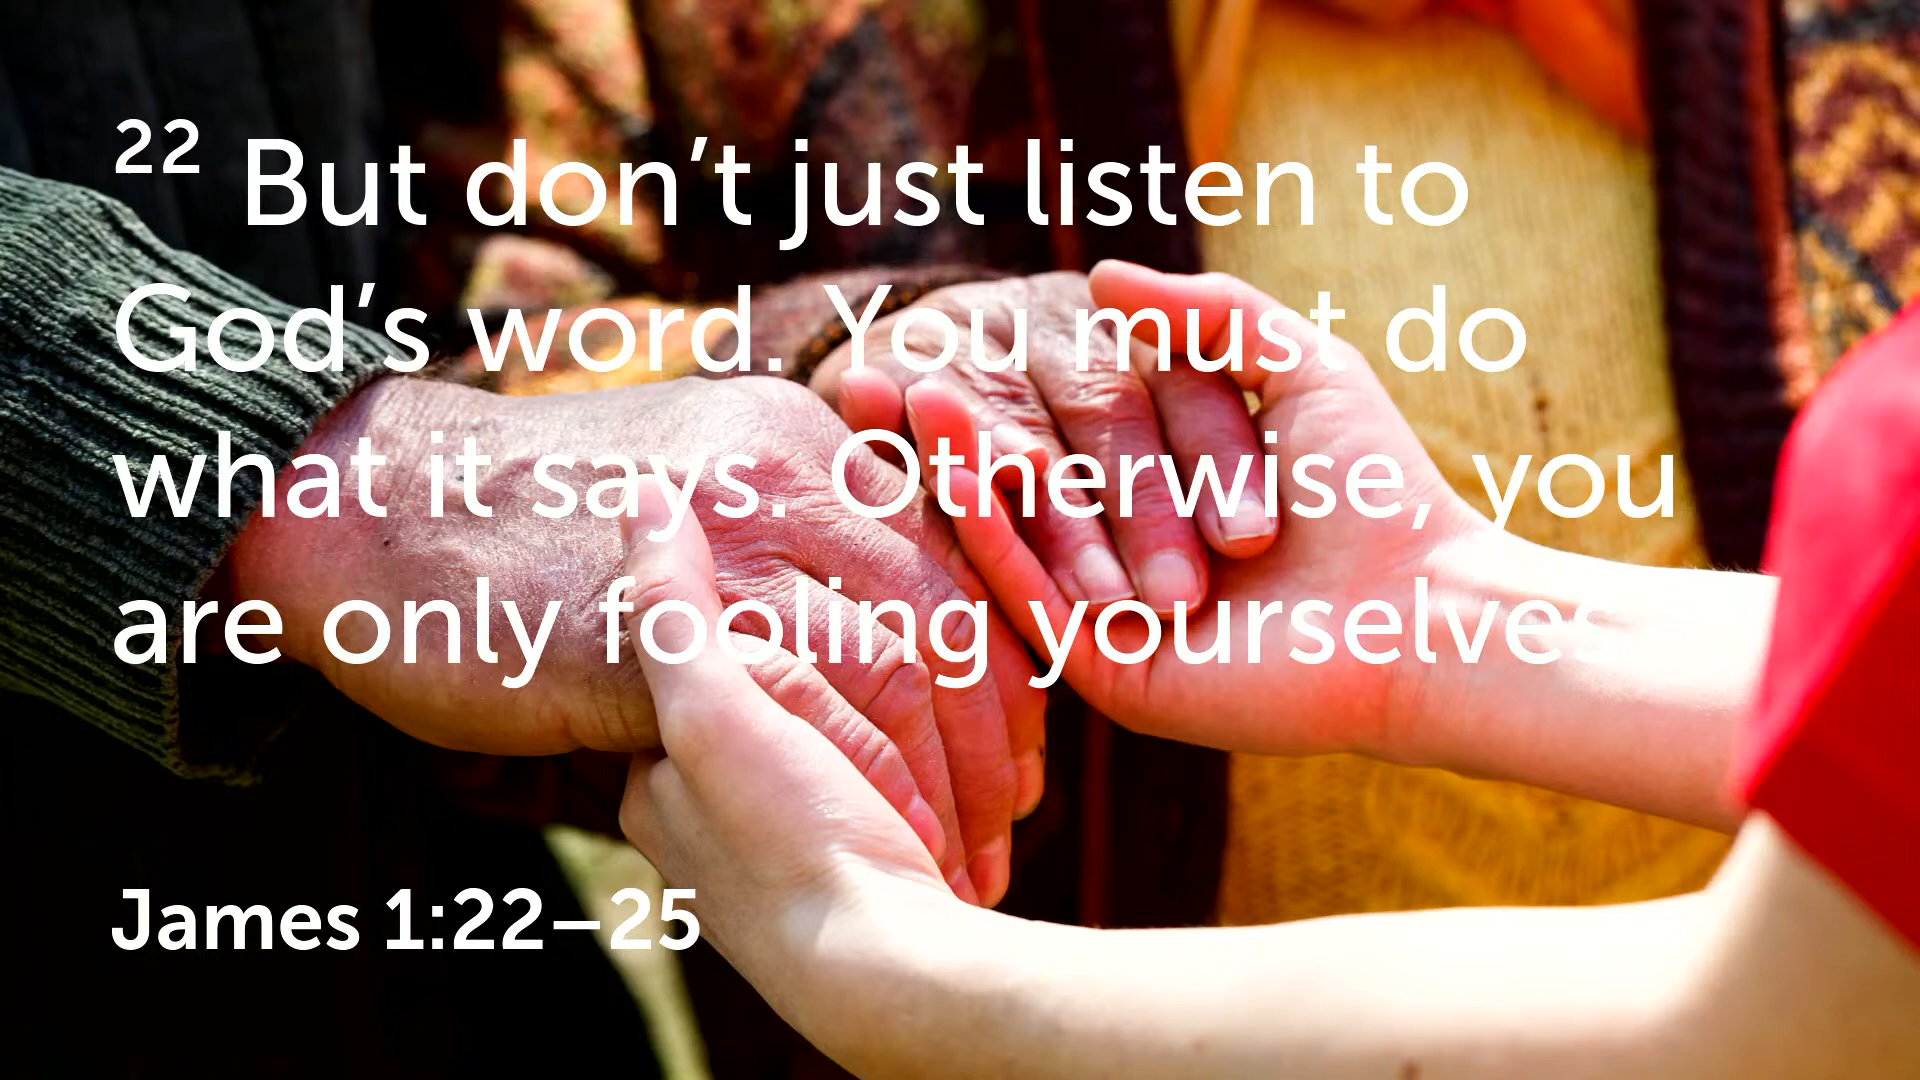 22 But don’t just listen to
God’s word. You must do
what it says. Otherwise, you
are only fooling yourselves
James 1:22–25